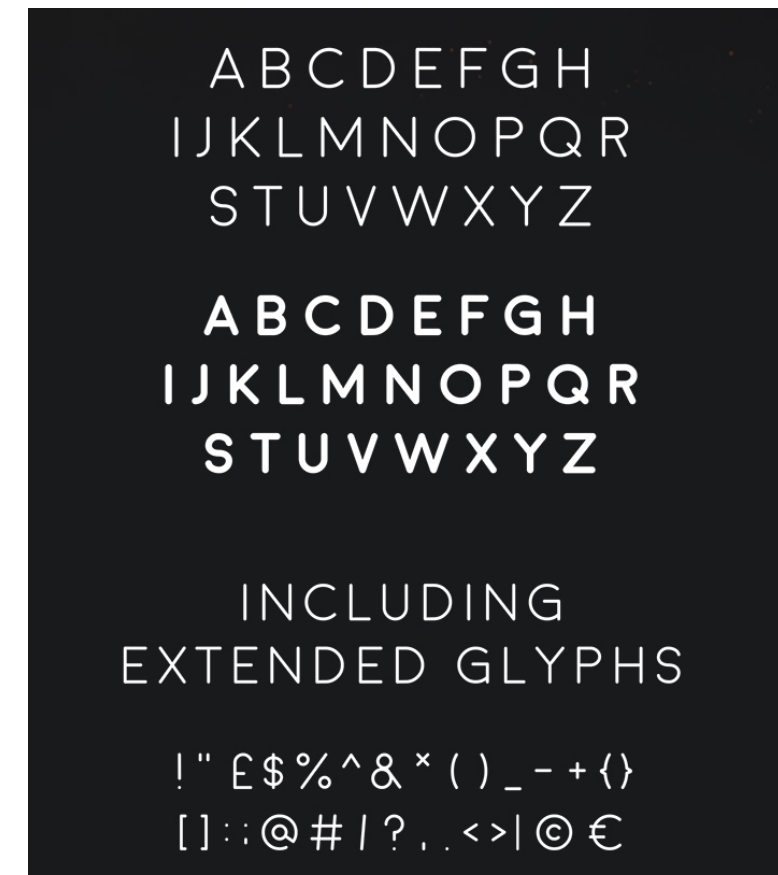 ABCDEFGH
IJKLMNOPQR
STUVWXYZ
ABCDEFGH
IJKLMNOPQR
STUVWXYZ
INCLUDING
EXTENDED GLYPHS
!"£$%^&×()_-+{}
[]:;@#/?,.<>|©€